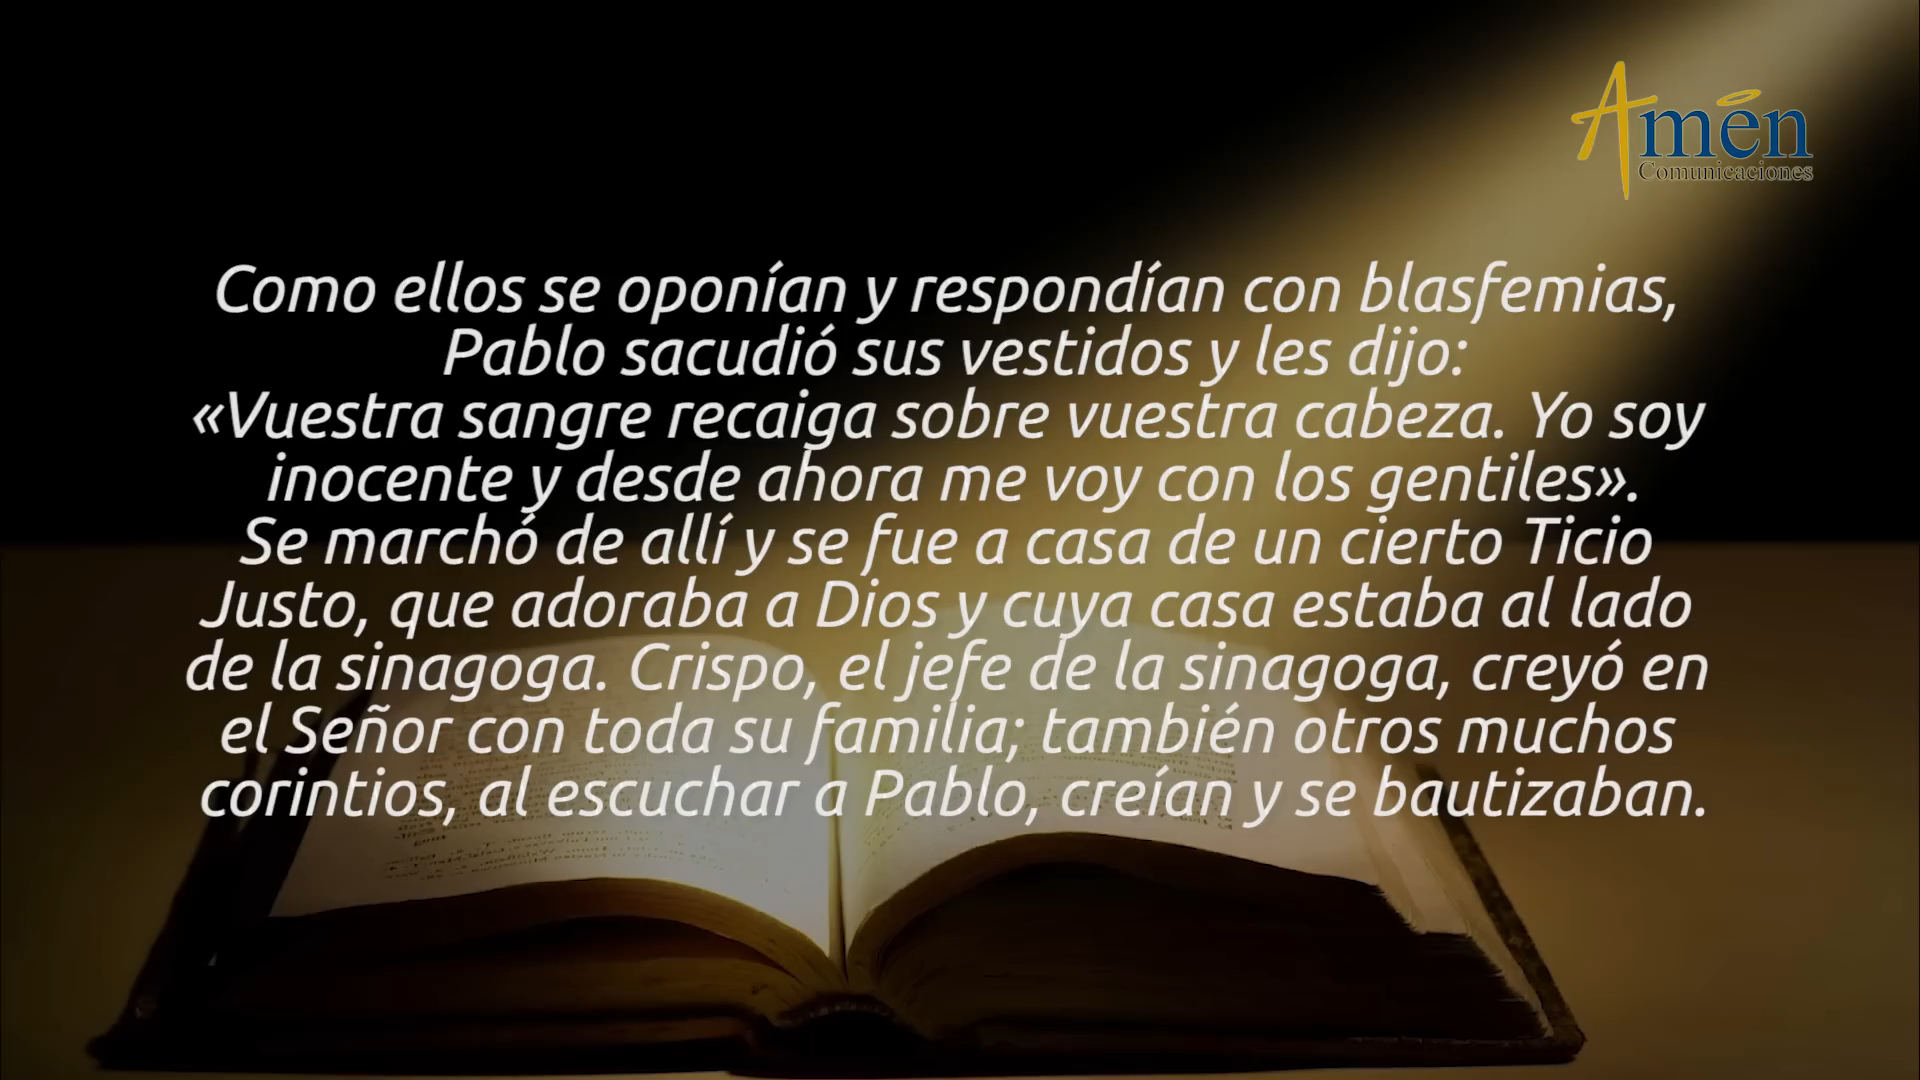 Amén
Comunicaciones
Como ellos se oponían y respondían con blasfemias,
Pablo sacudió sus vestidos y les dijo:
«Vuestra sangre recaiga sobre vuestra cabeza. Yo soy
inocente y desde ahora me voy con los gentiles».
Se marchó de allí y se fue a casa de un cierto Ticio
Justo, que adoraba a Dios y cuya casa estaba al lado
de la sinagoga. Crispo, el jefe de la sinagoga, creyó en
el Señor con toda su familia; también otros muchos
corintios, al escuchar a Pablo, creían y se bautizaban.